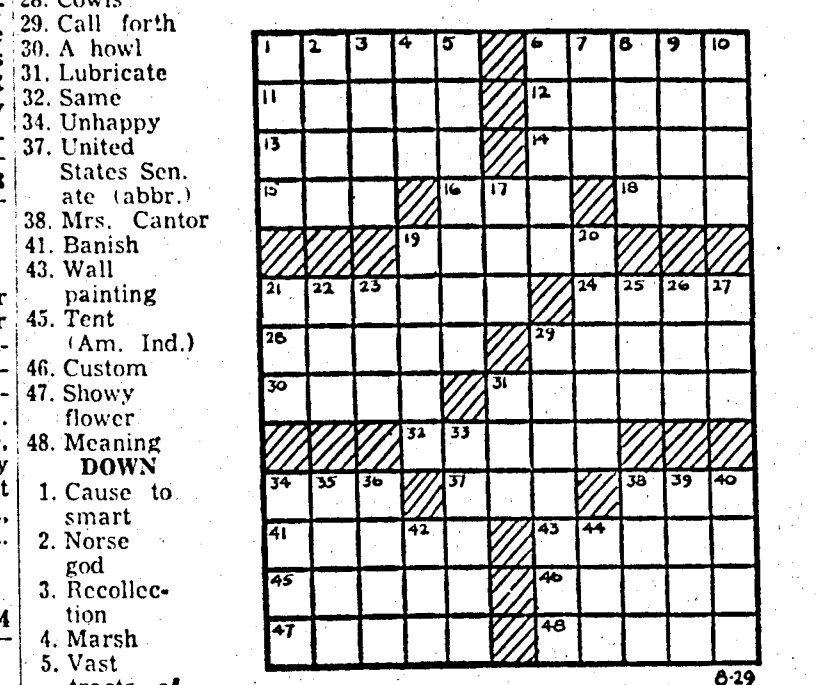 28. Cowls
29. Call forth
30. A howl
31. Lubricate
32. Same
34. Unhappy
37. United
States Sen.
ate (abbr.)
38. Mrs. Cantor
41. Banish
43. Wall
painting
45. Tent
(Am. Ind.)
46. Custom
47. Showy
flower
48. Meaning
DOWN
1. Cause to
smart
2. Norse
god
3. Recollec-
tion
4. Marsh
5. Vast
1 2 3 4 5 6 7 8 9 10
11 12
13 14
15 16 17 18
19 20
21 22 23 24 25 26 27
28 29
30 31
32 33
34 35 36 37 38 39 40
41 42 43 44
45 46
47 48
8-29